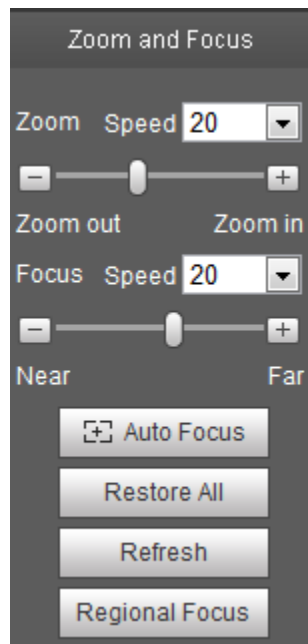 Zoom and Focus
Zoom Speed 20
Zoom out Zoom in
Focus Speed 20
Near Far
Auto Focus
Restore All
Refresh
Regional Focus